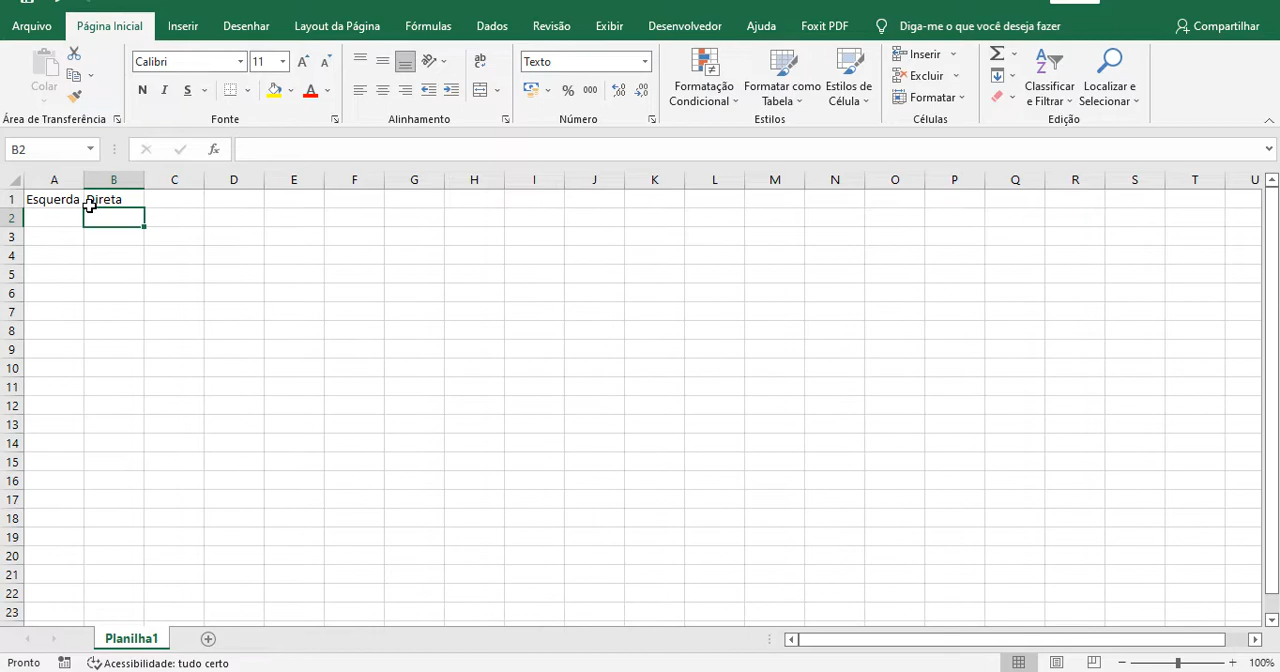 Arquivo Página Inicial Inserir Desenhar Layout da Página Fórmulas Dados Revisão Exibir Desenvolvedor Ajuda Foxit PDF Diga-me o que você deseja fazer Compartilhar
Colar
Área de Transferência
Calibri 11
N I S A
Fonte
ab
Alinhamento
Texto
% 000
Número
Formatação Condicional
Formatar como Tabela
Estilos de Célula
Estilos
Inserir
Excluir
Formatar
Células
Σ
Classificar e Filtrar
Localizar e Selecionar
Edição
B2 fx
A B C D E F G H I J K L M N O P Q R S T U
1 Esquerda Direta
2
3
4
5
6
7
8
9
10
11
12
13
14
15
16
17
18
19
20
21
22
23
Planilha1
Pronto Acessibilidade: tudo certo 100%